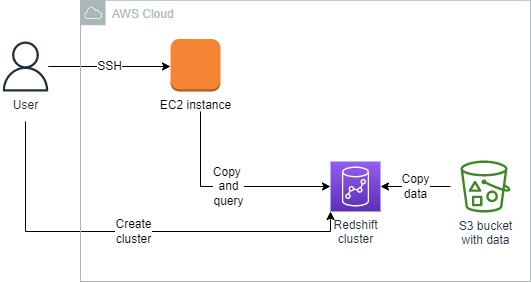 AWS Cloud
SSH
User
EC2 instance
Copy
and
query
Copy
data
Create
cluster
Redshift
cluster
S3 bucket
with data